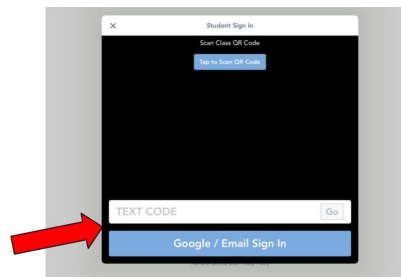 Student Sign In
Scan Class QR Code
Tap to Scan QR Code
TEXT CODE
Go
Google / Email Sign In